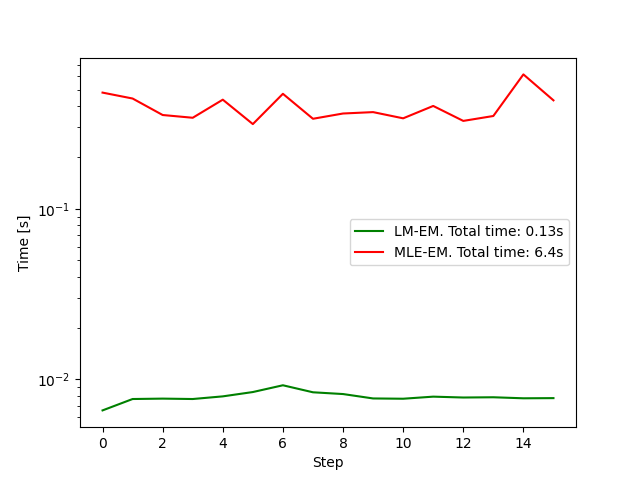 10⁻¹
10⁻²
Time [s]
LM-EM. Total time: 0.13s
MLE-EM. Total time: 6.4s
0 2 4 6 8 10 12 14
Step